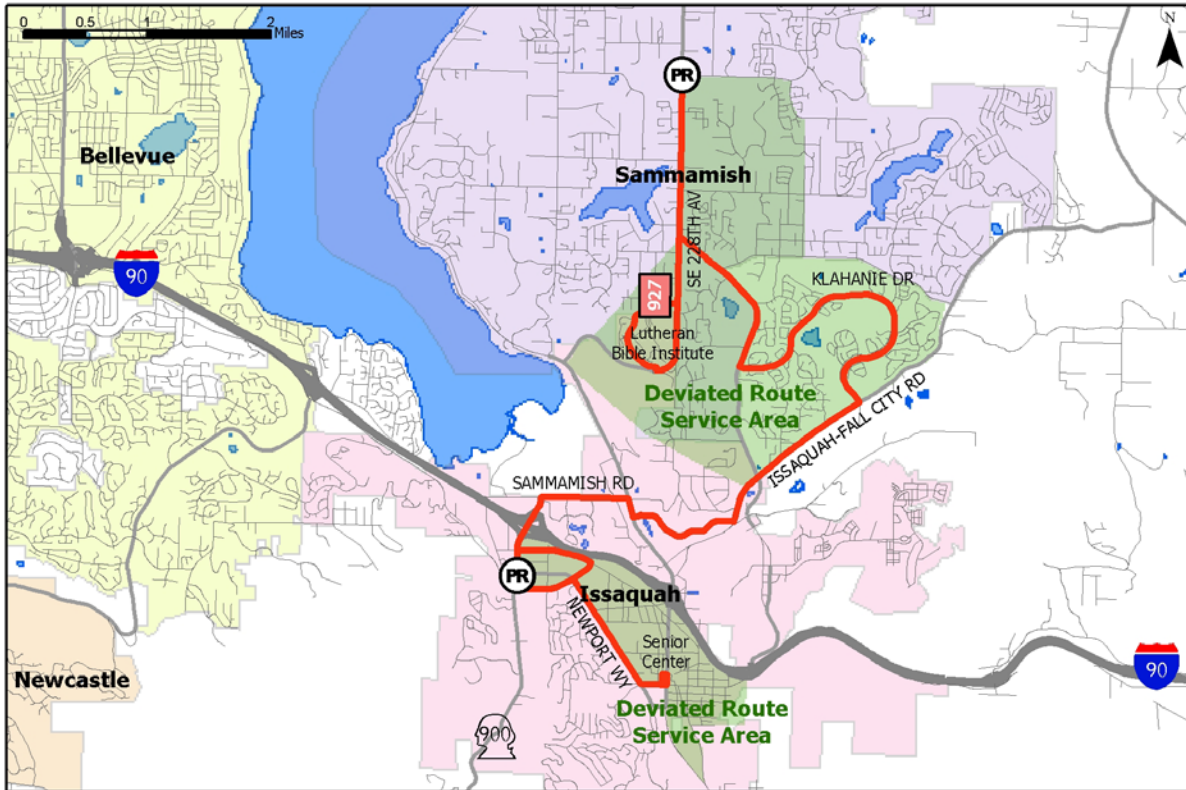 0 0.5 1 2
Miles
N
PR
Bellevue
Sammamish
90
SE 228TH AV
KLAHANIE DR
927
Lutheran
Bible Institute
Deviated Route
Service Area
ISSAQUAH-FALL CITY RD
SAMMAMISH RD
PR
Issaquah
NEWPORT WY
Senior
Center
90
Newcastle
Deviated Route
Service Area
900